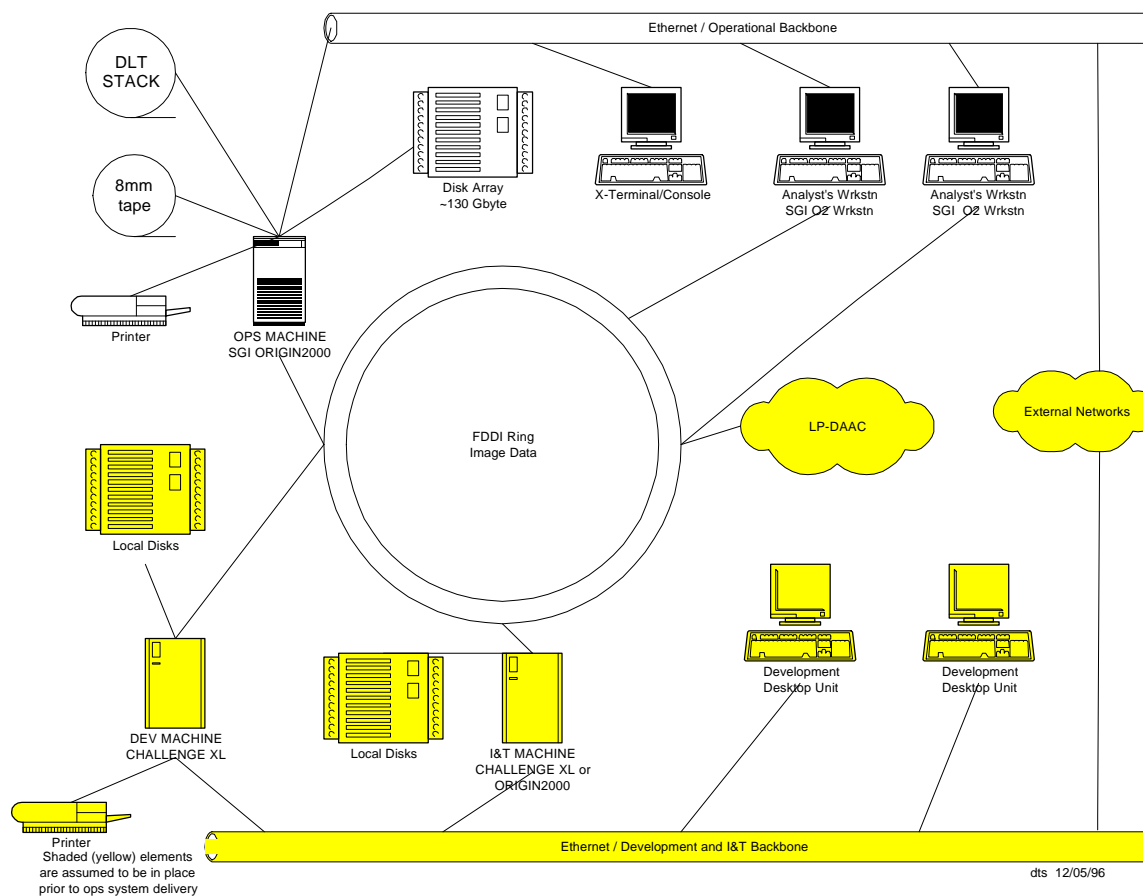 Ethernet / Operational Backbone
DLT
STACK
8mm
tape
Disk Array
~130 Gbyte
X-Terminal/Console
Analyst's Wrkstn
SGI O2 Wrkstn
Analyst's Wrkstn
SGI O2 Wrkstn
Printer
OPS MACHINE
SGI ORIGIN2000
FDDI Ring
Image Data
LP-DAAC
External Networks
Local Disks
Development
Desktop Unit
Development
Desktop Unit
DEV MACHINE
CHALLENGE XL
Local Disks
I&T MACHINE
CHALLENGE XL or
ORIGIN2000
Printer
Shaded (yellow) elements
are assumed to be in place
prior to ops system delivery
Ethernet / Development and I&T Backbone
dts 12/05/96